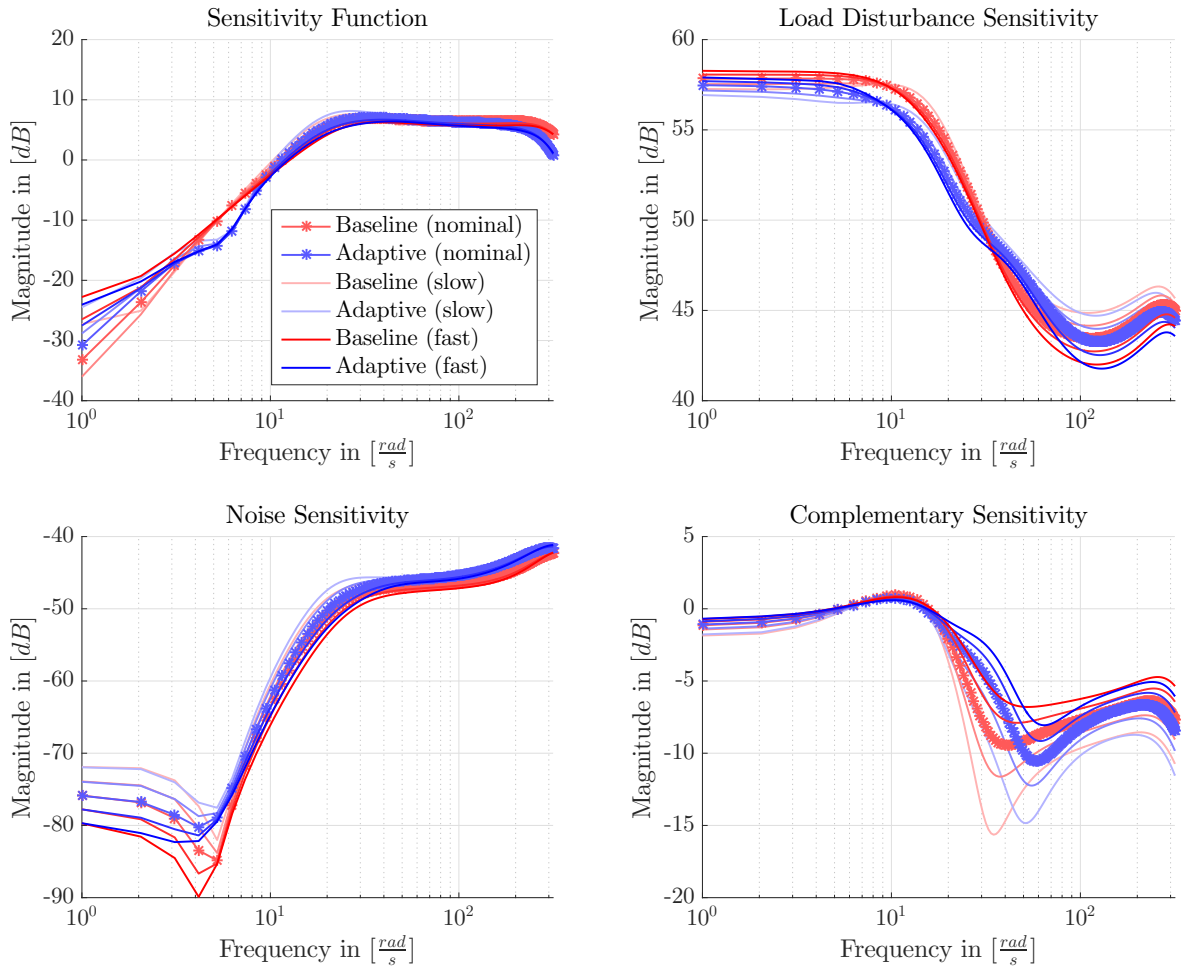 Sensitivity Function
Magnitude in [dB]
20
10
0
-10
-20
-30
-40
Baseline (nominal)
Adaptive (nominal)
Baseline (slow)
Adaptive (slow)
Baseline (fast)
Adaptive (fast)
10^0 10^1 10^2
Frequency in [rad/s]
Load Disturbance Sensitivity
Magnitude in [dB]
60
55
50
45
40
10^0 10^1 10^2
Frequency in [rad/s]
Noise Sensitivity
Magnitude in [dB]
-40
-50
-60
-70
-80
-90
10^0 10^1 10^2
Frequency in [rad/s]
Complementary Sensitivity
Magnitude in [dB]
5
0
-5
-10
-15
-20
10^0 10^1 10^2
Frequency in [rad/s]